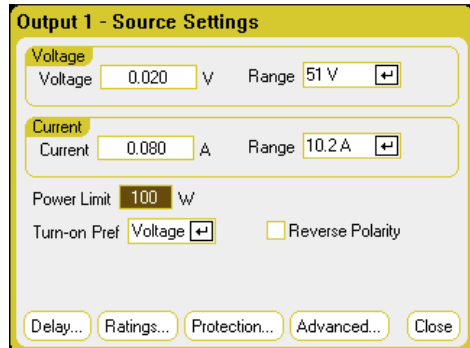 Output 1 - Source Settings
Voltage
Voltage 0.020 V Range 51 V
Current
Current 0.080 A Range 10.2 A
Power Limit 100 W
Turn-on Pref Voltage Reverse Polarity
Delay... Ratings... Protection... Advanced... Close